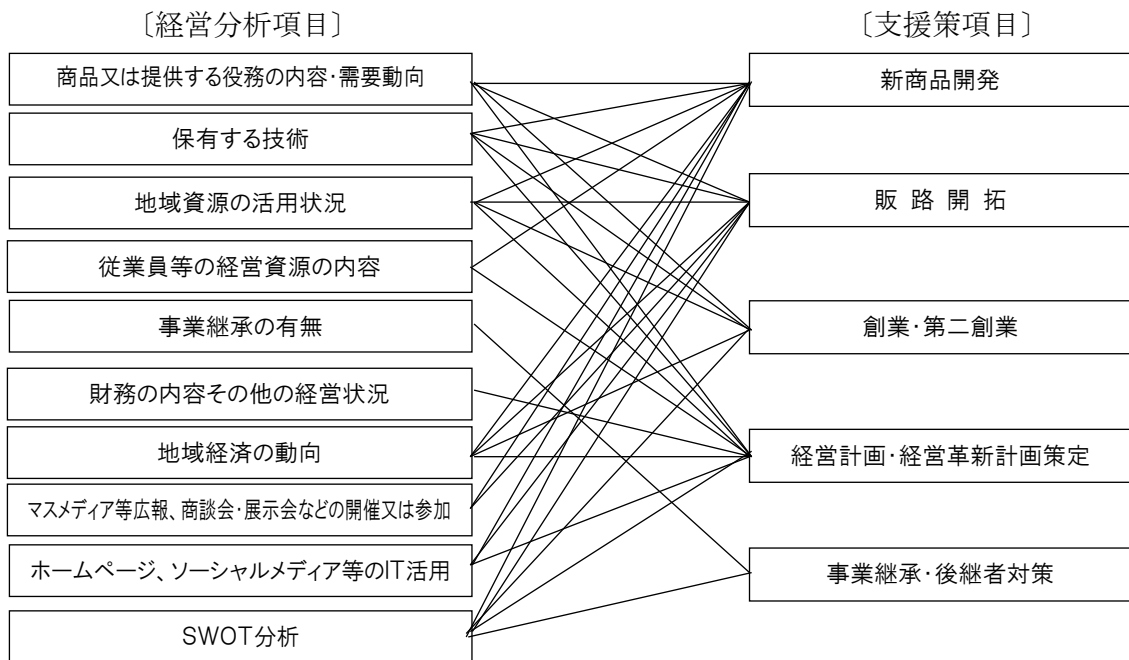 〔経営分析項目〕
〔支援策項目〕
商品又は提供する役務の内容・需要動向
保有する技術
地域資源の活用状況
従業員等の経営資源の内容
事業継承の有無
財務の内容その他の経営状況
地域経済の動向
マスメディア等広報、商談会・展示会などの開催又は参加
ホームページ、ソーシャルメディア等のIT活用
SWOT分析
新商品開発
販 路 開 拓
創業・第二創業
経営計画・経営革新計画策定
事業継承・後継者対策